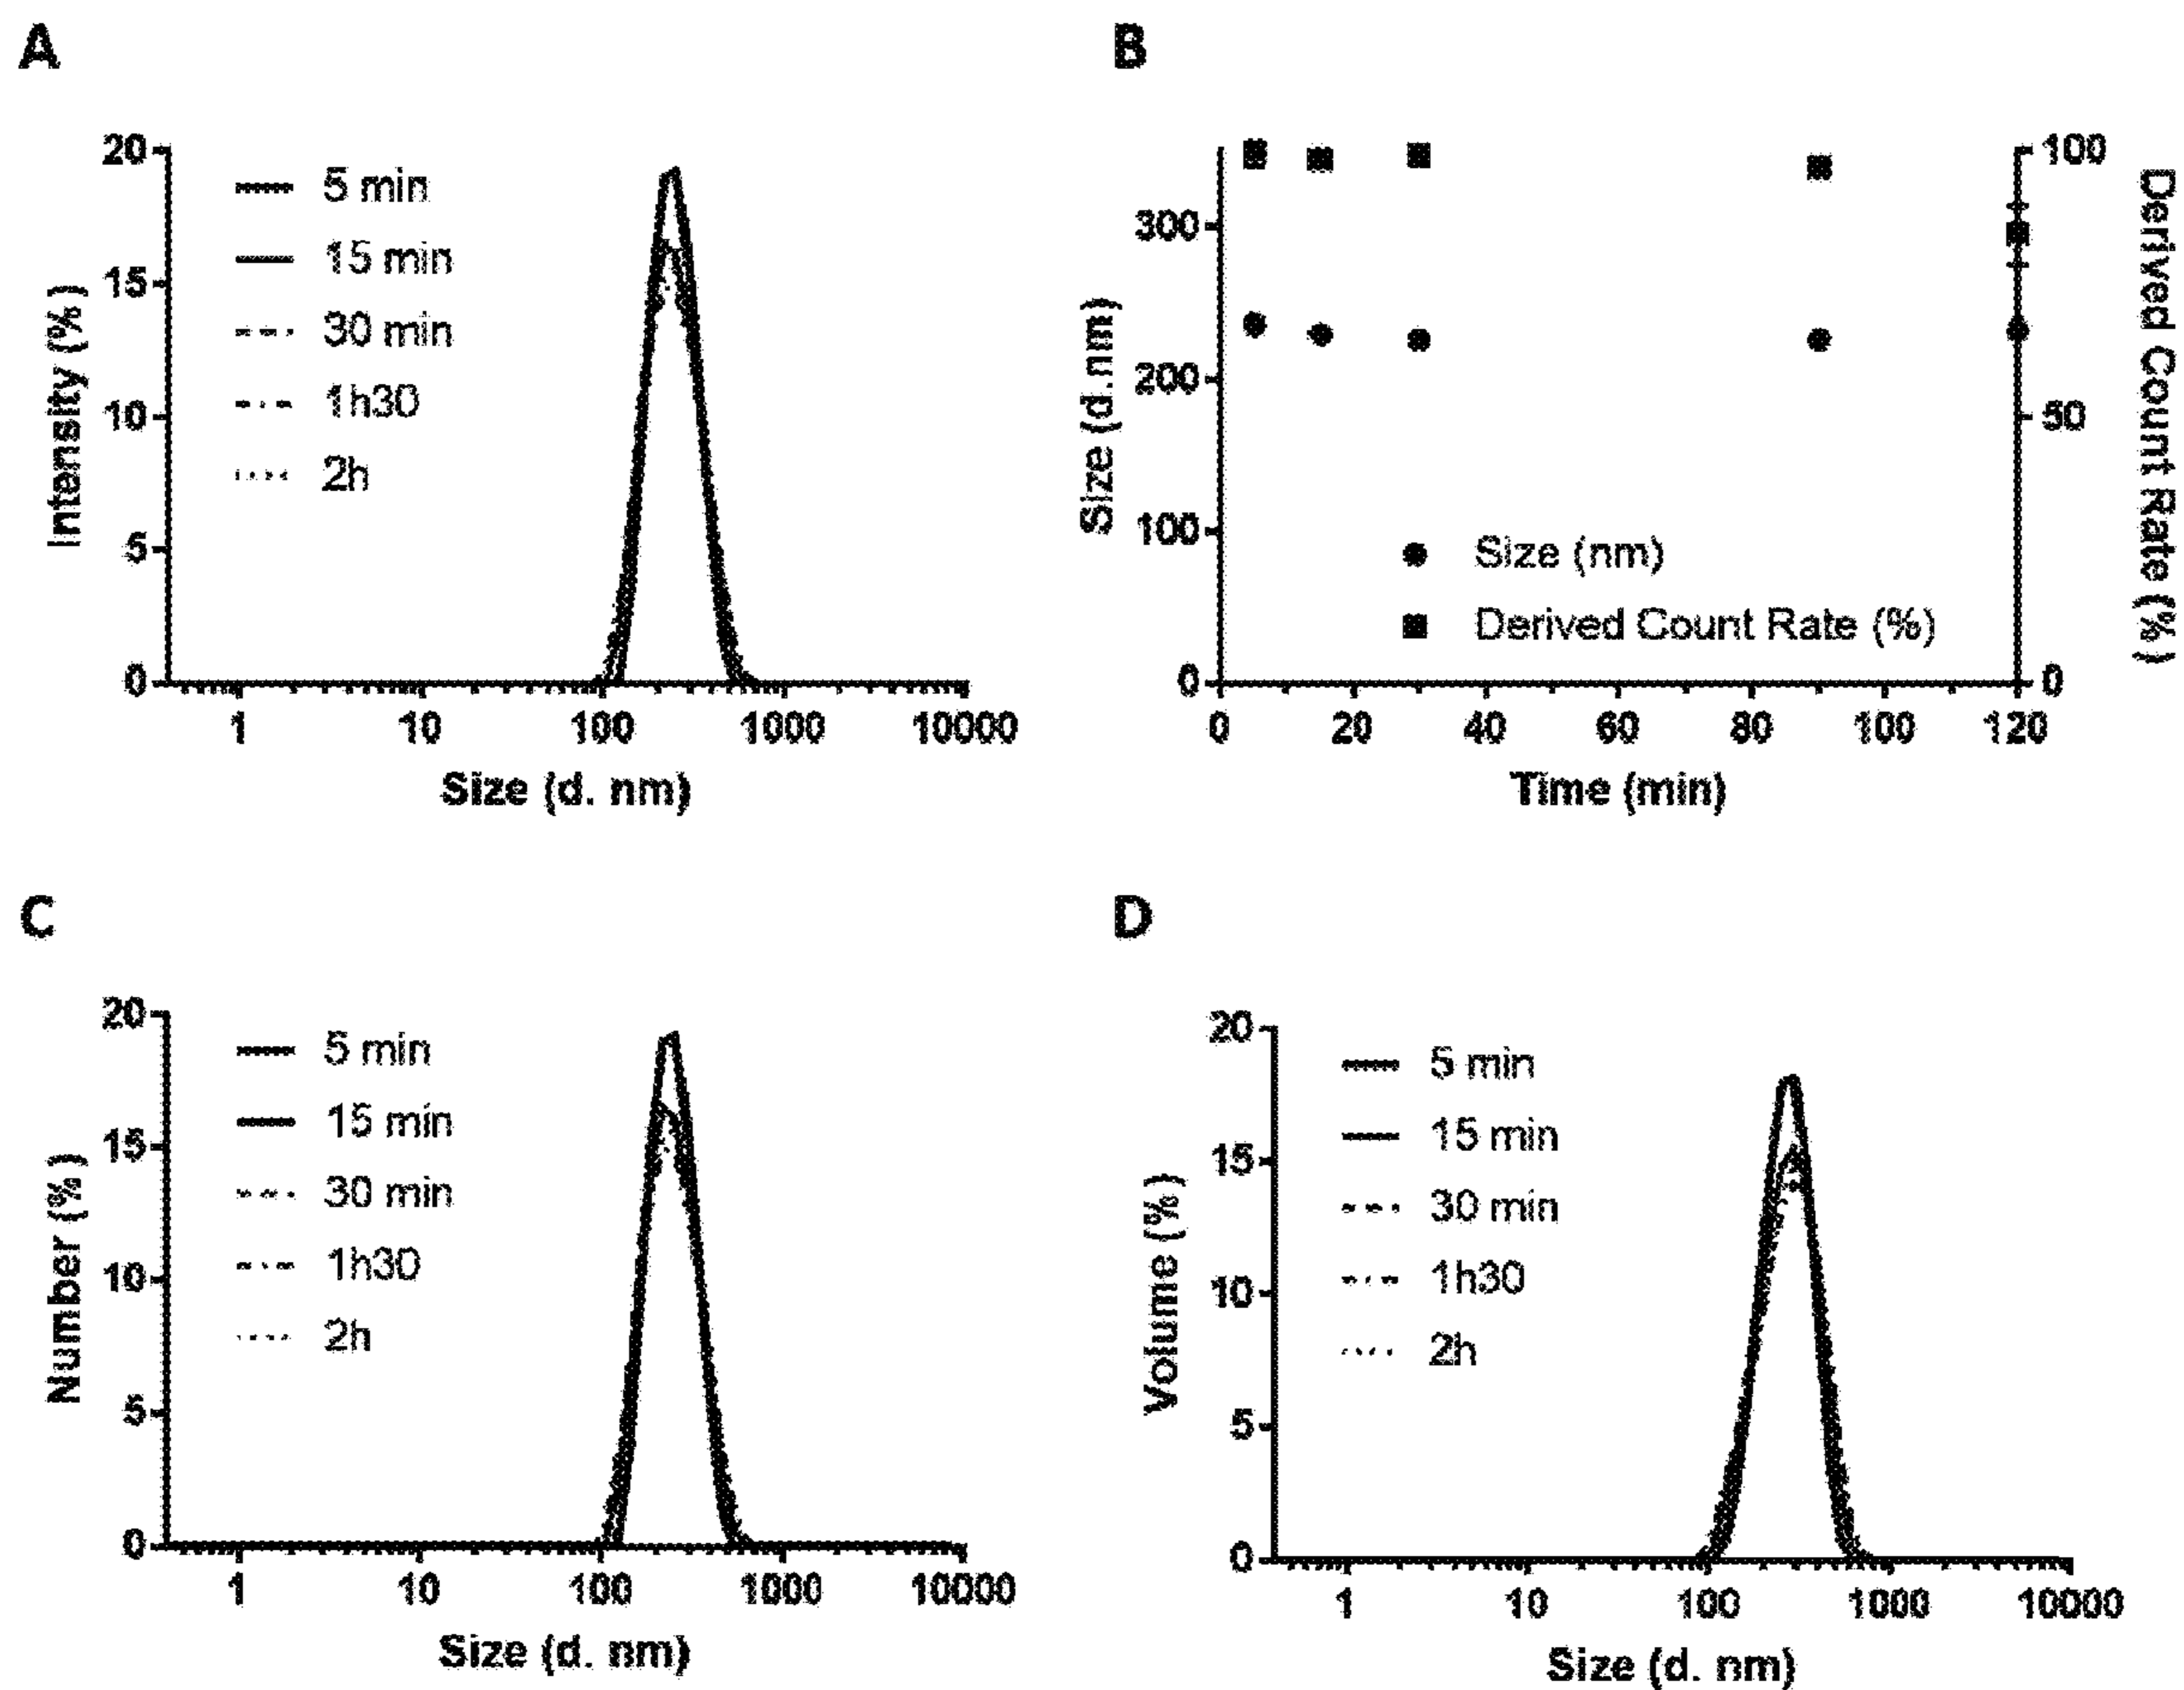 A
20
15
10
5
0
Intensity (%)
5 min
15 min
30 min
1h30
2h
1 10 100 1000 10000
Size (d. nm)
B
300
200
100
0
Size (d.nm)
100
50
0
Derived Count Rate (%)
Size (nm)
Derived Count Rate (%)
0 20 40 60 80 100 120
Time (min)
C
20
15
10
5
0
Number (%)
5 min
15 min
30 min
1h30
2h
1 10 100 1000 10000
Size (d. nm)
D
20
15
10
5
0
Volume (%)
5 min
15 min
30 min
1h30
2h
1 10 100 1000 10000
Size (d. nm)